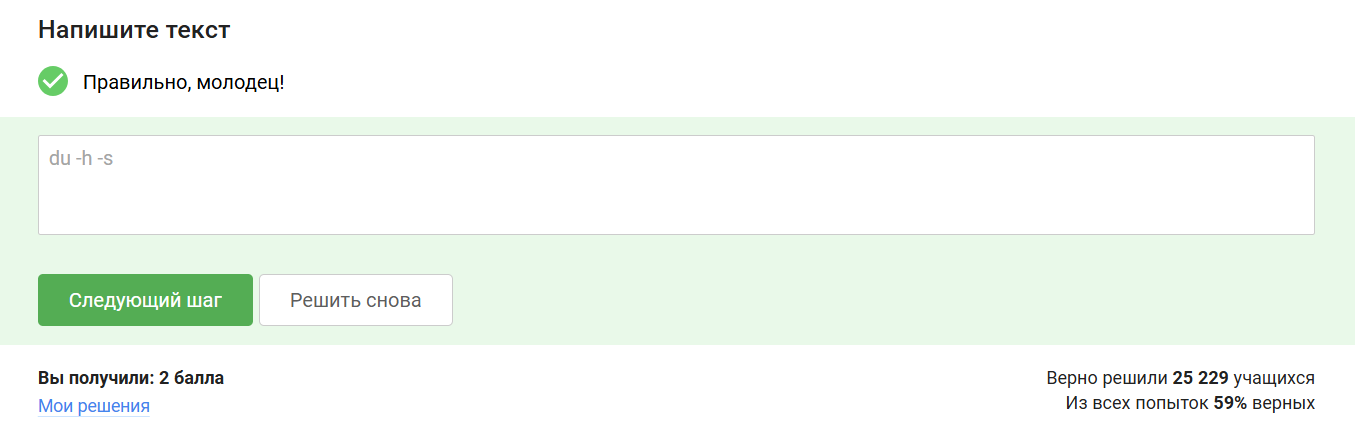 Напишите текст
Правильно, молодец!
du -h -s
Следующий шаг Решить снова
Вы получили: 2 балла
Мои решения
Верно решили 25 229 учащихся
Из всех попыток 59% верных